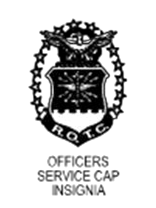 R.O.T.C.
OFFICERS
SERVICE CAP
INSIGNIA